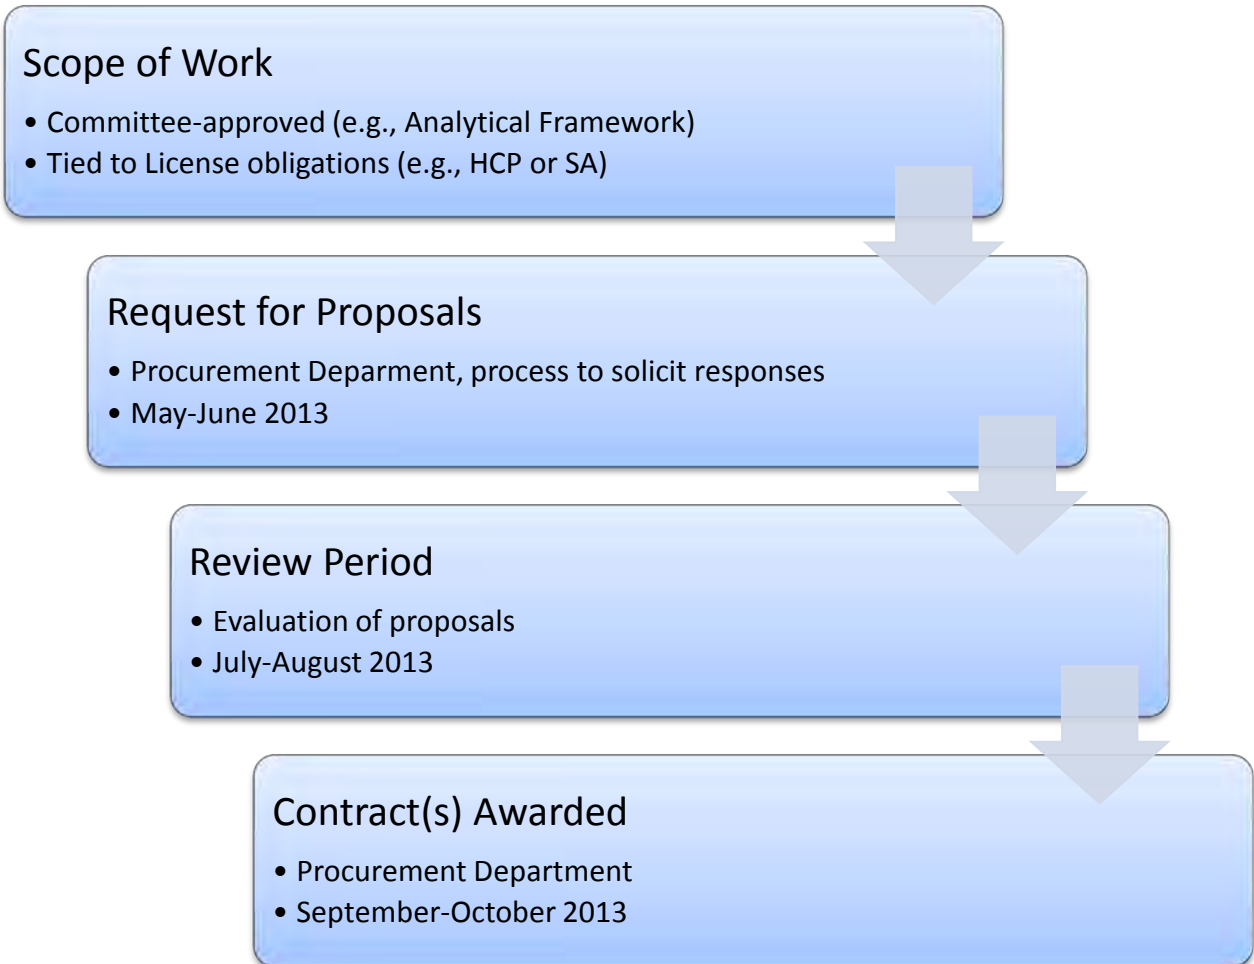 Scope of Work
• Committee-approved (e.g., Analytical Framework)
• Tied to License obligations (e.g., HCP or SA)
Request for Proposals
• Procurement Deparment, process to solicit responses
• May-June 2013
Review Period
• Evaluation of proposals
• July-August 2013
Contract(s) Awarded
• Procurement Department
• September-October 2013